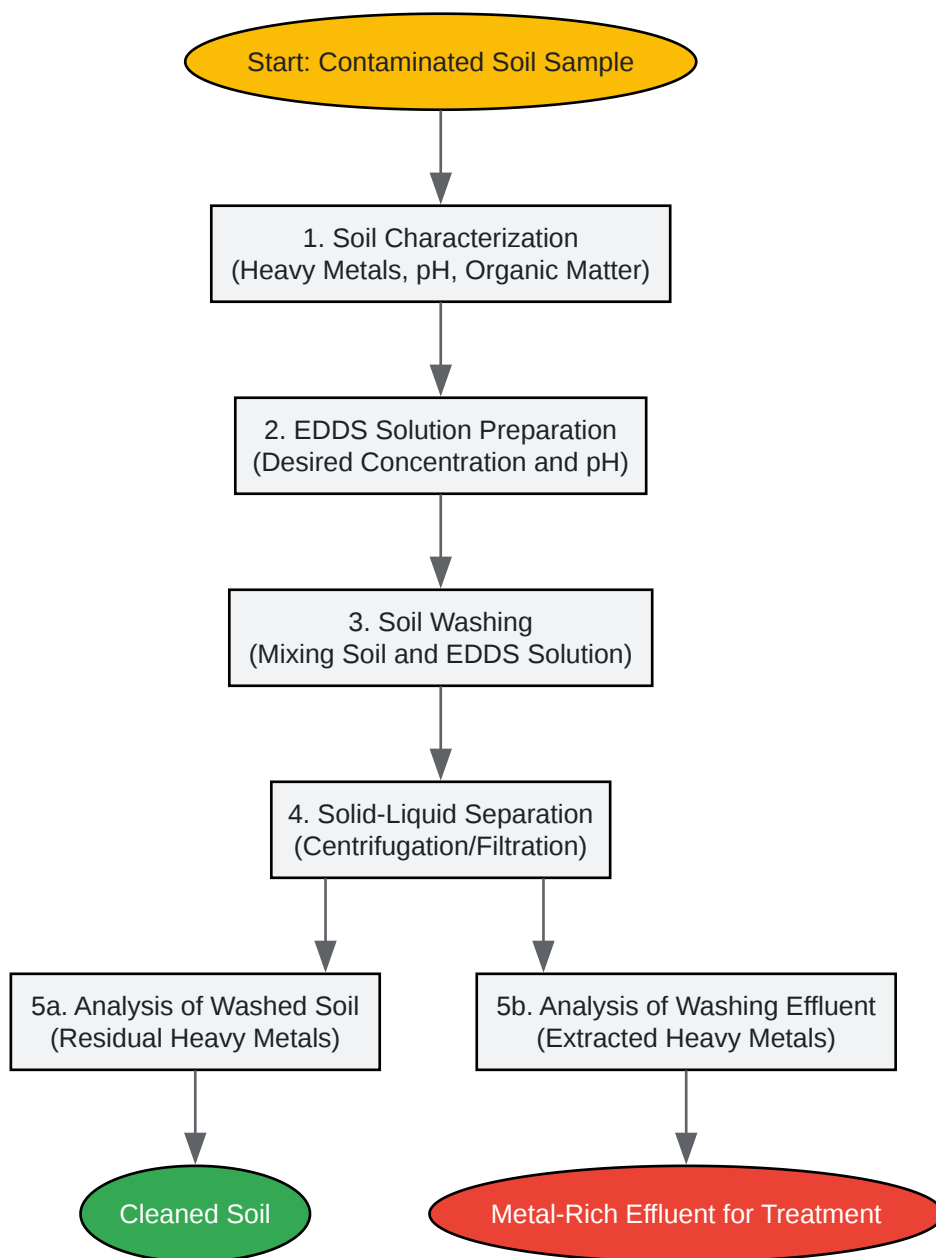 Start: Contaminated Soil Sample
1. Soil Characterization
(Heavy Metals, pH, Organic Matter)
2. EDDS Solution Preparation
(Desired Concentration and pH)
3. Soil Washing
(Mixing Soil and EDDS Solution)
4. Solid-Liquid Separation
(Centrifugation/Filtration)
5a. Analysis of Washed Soil
(Residual Heavy Metals)
5b. Analysis of Washing Effluent
(Extracted Heavy Metals)
Cleaned Soil
Metal-Rich Effluent for Treatment